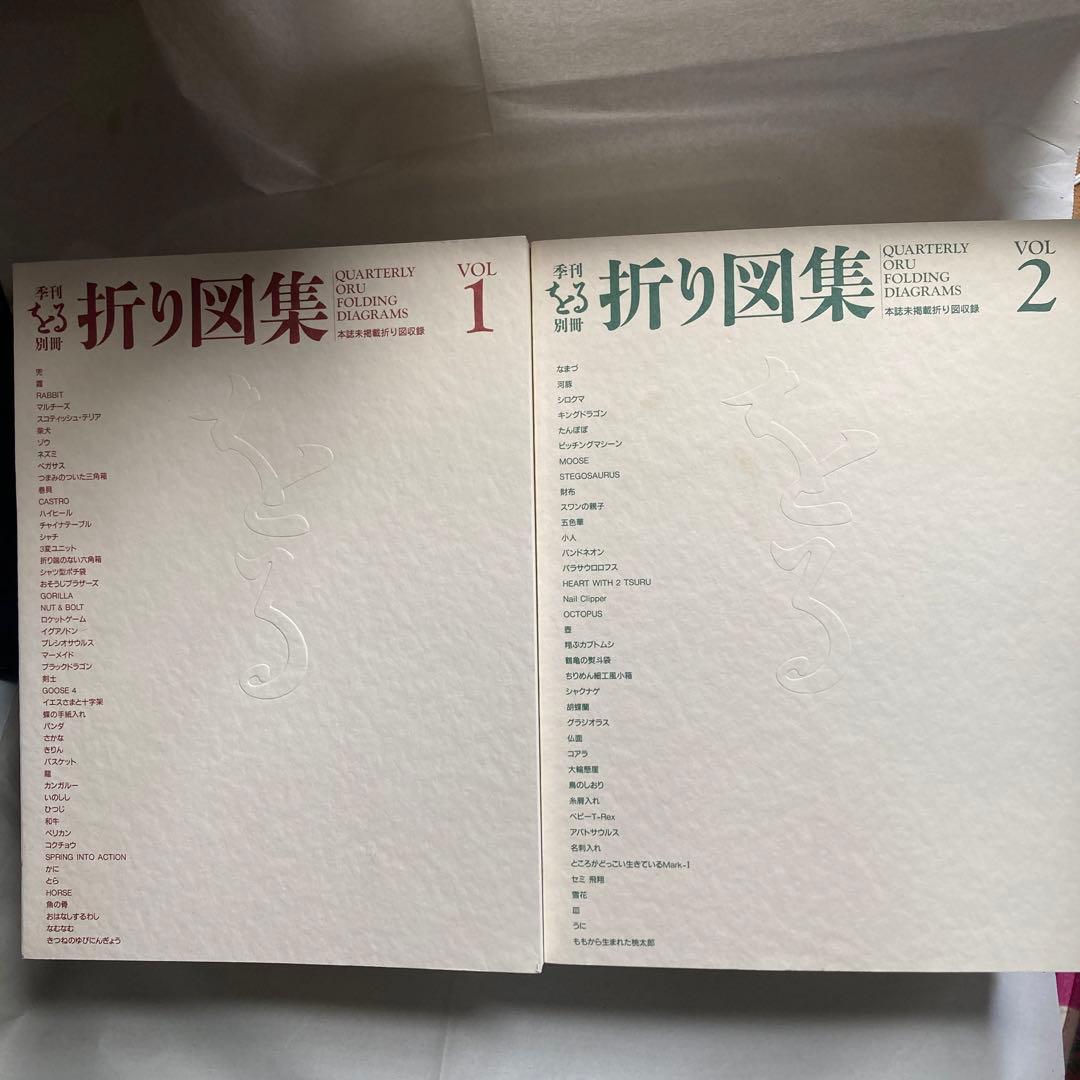 季刊
をる
別冊
折り図集
QUARTERLY
ORU
FOLDING
DIAGRAMS
本誌未掲載折り図収録
VOL
1
兜
RABBIT
マルチーズ
スコティッシュ・テリア
柴犬
ゾウ
ネズミ
ペガサス
つまみのついた三角箱
巻貝
CASTRO
ハイヒール
チャイナテーブル
シャチ
3変ユニット
折り端のない六角箱
シャツ型ポチ袋
おそうじブラザーズ
GORILLA
NUT & BOLT
ロケットゲーム
イグアノドン
プレシオサウルス
マーメイド
ブラックドラゴン
剣士
GOOSE 4
イエスさまと十字架
蝶の手紙入れ
パンダ
さかな
きりん
バスケット
龍
カンガルー
いのしし
ひつじ
和牛
ペリカン
コクチョウ
SPRING INTO ACTION
かに
とら
HORSE
魚の骨
おはなしするわし
なむなむ
きつねのゆびにんぎょう
をる
季刊
をる
別冊
折り図集
QUARTERLY
ORU
FOLDING
DIAGRAMS
本誌未掲載折り図収録
VOL
2
なまづ
河豚
シロクマ
キングドラゴン
たんぽぽ
ピッチングマシーン
MOOSE
STEGOSAURUS
財布
スワンの親子
五色華
小人
バンドネオン
パラサウロロフス
HEART WITH 2 TSURU
Nail Clipper
OCTOPUS
壺
翔ぶカブトムシ
鶴亀の熨斗袋
ちりめん細工風小箱
シャクナゲ
胡蝶蘭
グラジオラス
仏面
コアラ
大輪懸崖
鳥のしおり
糸屑入れ
ベビーT-Rex
アパトサウルス
名刺入れ
ところがどっこい生きているMark-I
セミ 飛翔
雪花
皿
うに
ももから生まれた桃太郎
をる